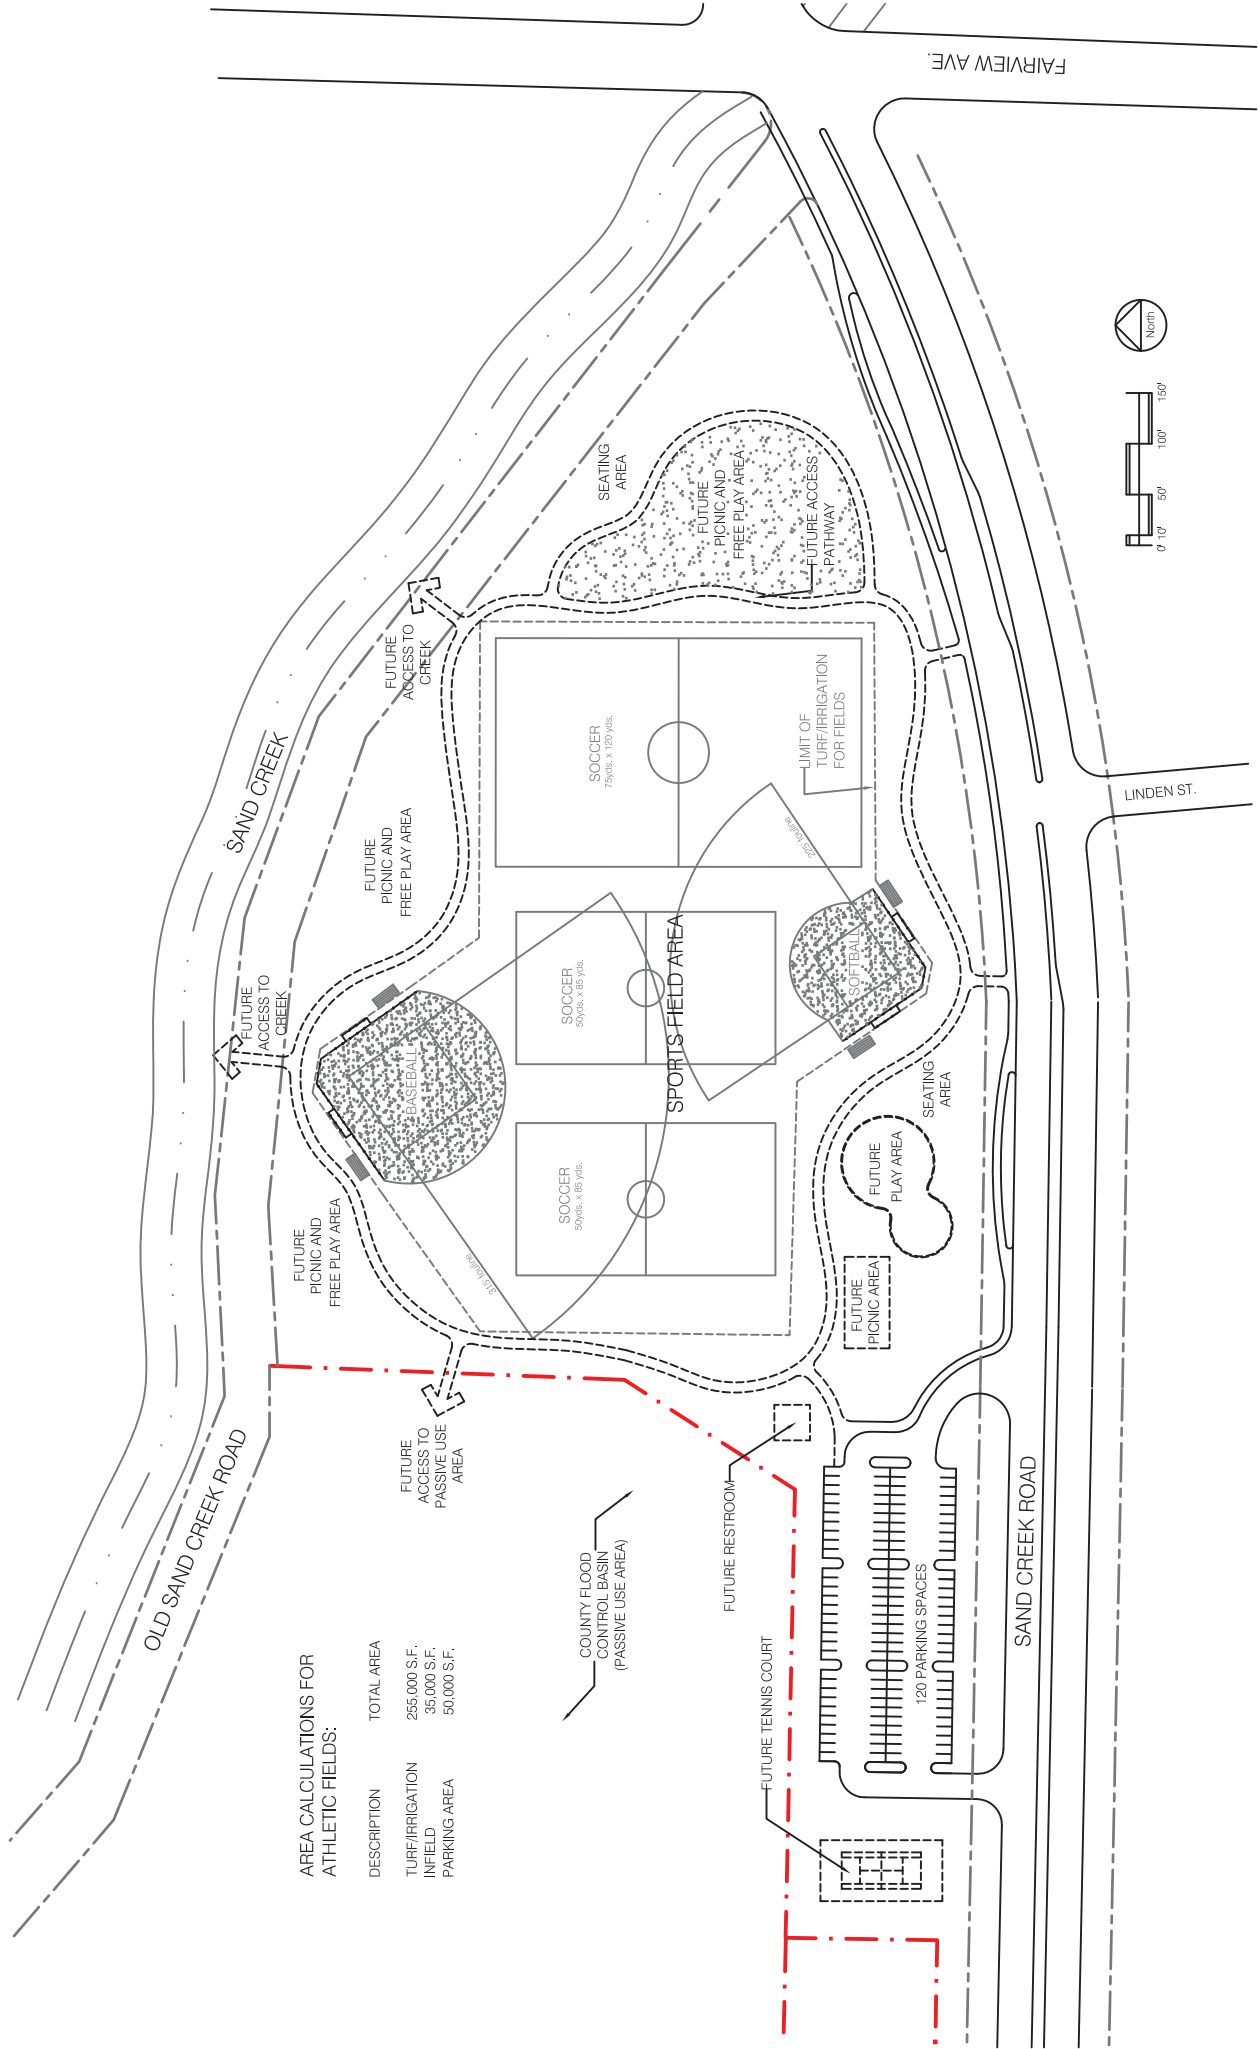 FAIRVIEW AVE.
North
0' 10' 50' 100' 150'
LINDEN ST.
SAND CREEK
OLD SAND CREEK ROAD
SAND CREEK ROAD
SEATING
AREA
FUTURE
PICNIC AND
FREE PLAY AREA
FUTURE ACCESS
PATHWAY
FUTURE
ACCESS TO
CREEK
SOCCER
75yds. x 120 yds.
LIMIT OF
TURF/IRRIGATION
FOR FIELDS
225' foulline
FUTURE
PICNIC AND
FREE PLAY AREA
FUTURE
ACCESS TO
CREEK
SOCCER
50yds. x 85 yds.
SPORTS FIELD AREA
SOFTBALL
BASEBALL
SEATING
AREA
FUTURE
PLAY AREA
SOCCER
50yds. x 85 yds.
FUTURE
PICNIC AND
FREE PLAY AREA
315' foulline
FUTURE
PICNIC AREA
FUTURE
ACCESS TO
PASSIVE USE
AREA
FUTURE RESTROOM
COUNTY FLOOD
CONTROL BASIN
(PASSIVE USE AREA)
120 PARKING SPACES
FUTURE TENNIS COURT
AREA CALCULATIONS FOR
ATHLETIC FIELDS:
DESCRIPTION TOTAL AREA
TURF/IRRIGATION 255,000 S.F.
INFIELD 35,000 S.F.
PARKING AREA 50,000 S.F.